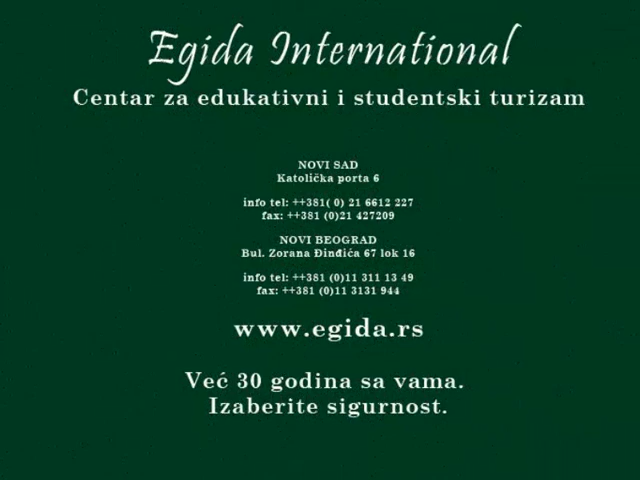 Egida International
Centar za edukativni i studentski turizam
NOVI SAD
Katolička porta 6
info tel: ++381( 0) 21 6612 227
fax: ++381 (0)21 427209
NOVI BEOGRAD
Bul. Zorana Đinđića 67 lok 16
info tel: ++381 (0)11 311 13 49
fax: ++381 (0)11 3131 944
www.egida.rs
Već 30 godina sa vama.
Izaberite sigurnost.